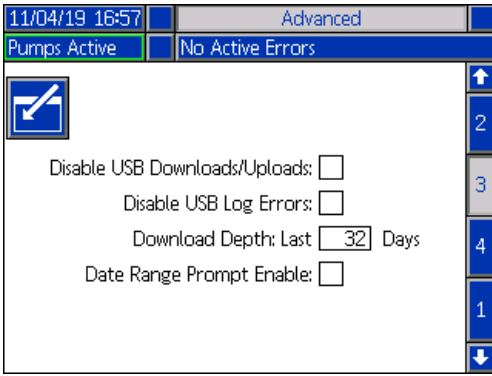 11/04/19 16:57 Advanced
Pumps Active No Active Errors
2
Disable USB Downloads/Uploads:
3
Disable USB Log Errors:
Download Depth: Last 32 Days
4
Date Range Prompt Enable:
1